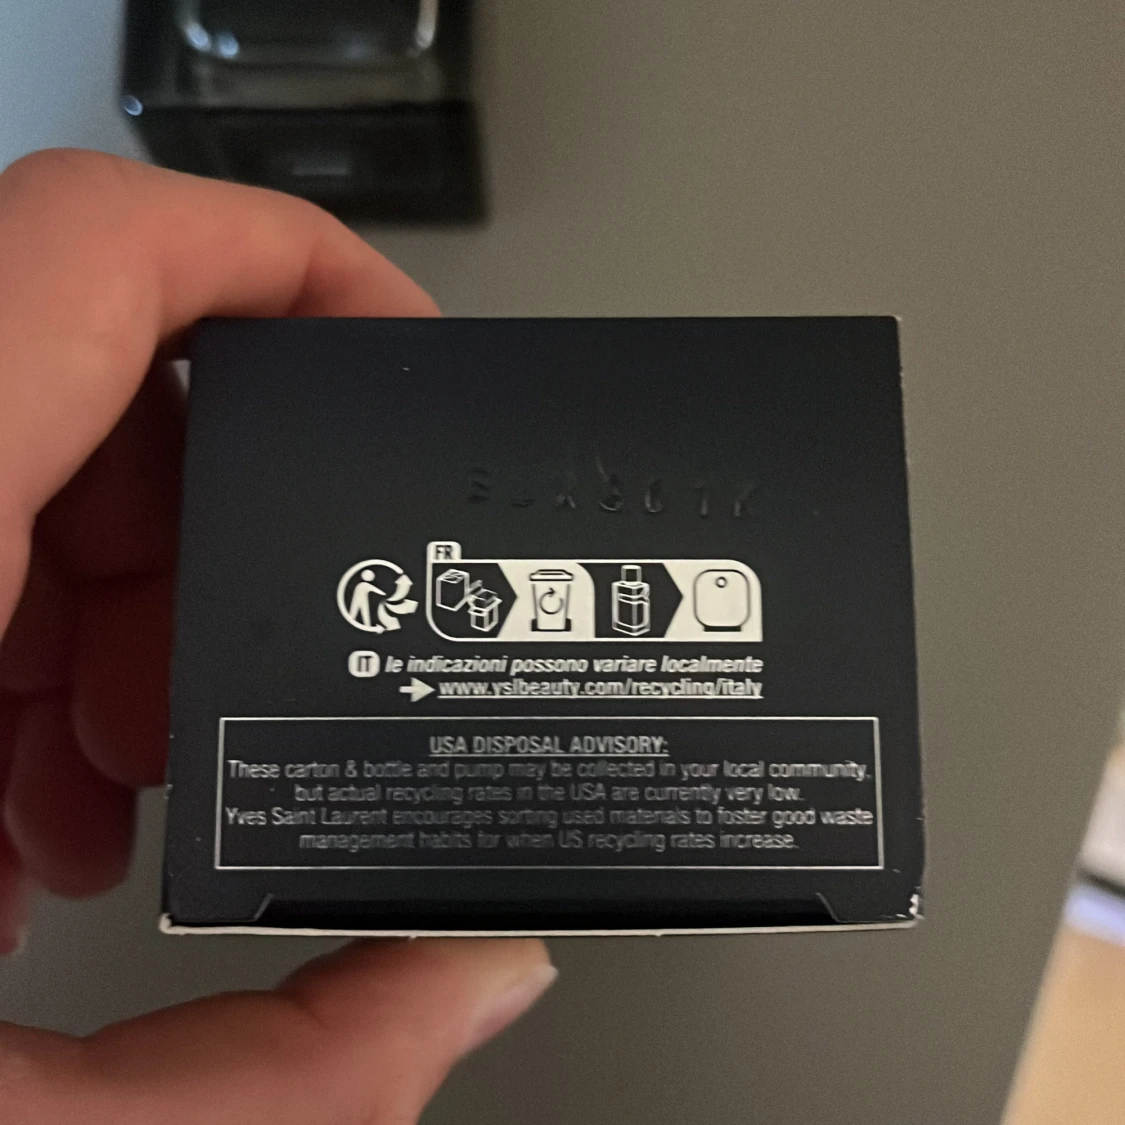 FR
IT le indicazioni possono variare localmente
www.yslbeauty.com/recycling/italy
USA DISPOSAL ADVISORY:
These carton & bottle and pump may be collected in your local community,
but actual recycling rates in the USA are currently very low.
Yves Saint Laurent encourages sorting used materials to foster good waste
management habits for when US recycling rates increase.